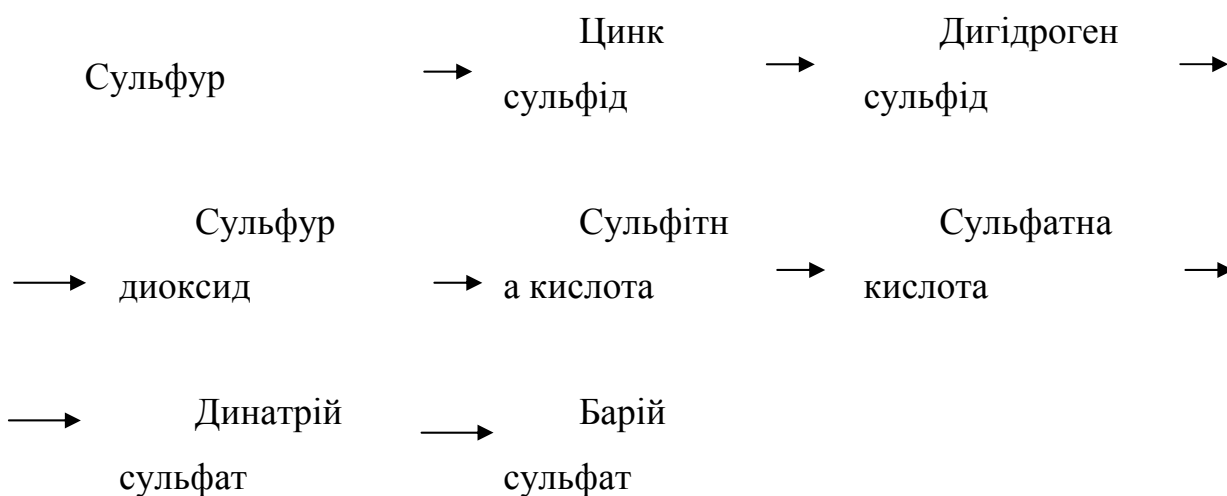 Цинк Дигідроген
Сульфур → → →
сульфід сульфід
Сульфур Сульфітн Сульфатна
→ диоксид → а кислота → кислота →
→ Динатрій → Барій
сульфат сульфат